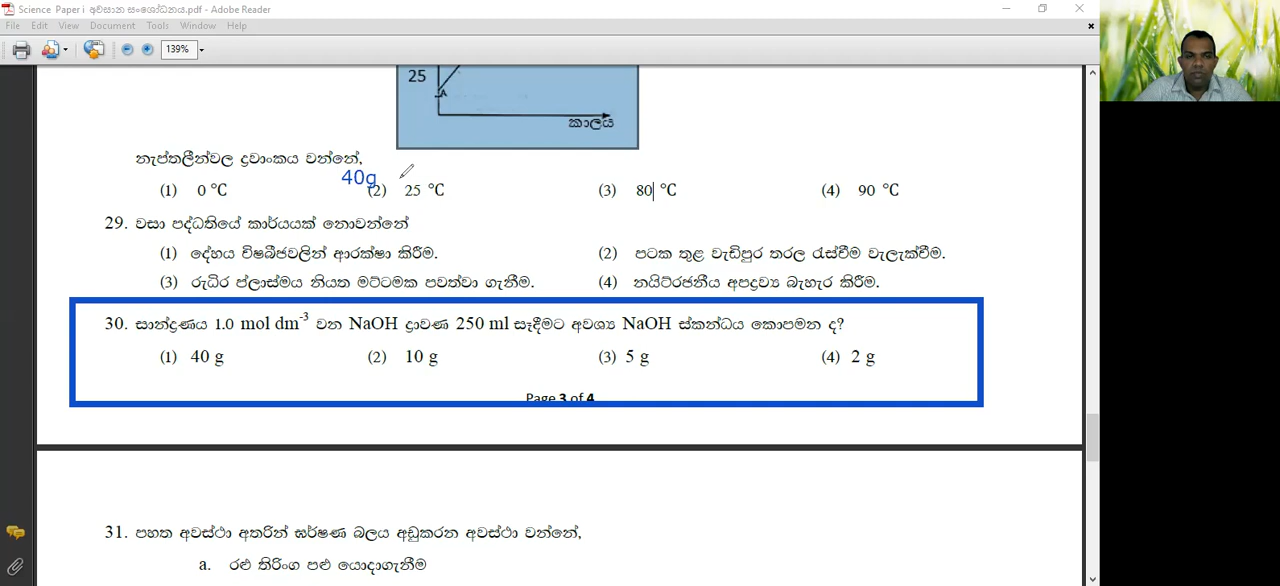 Science Paper i අවසාන සංශෝධනය.pdf - Adobe Reader
File Edit View Document Tools Window Help
139%
25
A
කාලය
නැප්තලීන්වල ද්‍රවාංකය වන්නේ,
40g
(1) 0 °C (2) 25 °C (3) 80 °C (4) 90 °C
29. වසා පද්ධතියේ කාර්යයක් නොවන්නේ
(1) දේහය විෂබීජවලින් ආරක්ෂා කිරීම. (2) පටක තුළ වැඩිපුර තරල රැස්වීම වැලැක්වීම.
(3) රුධිර ප්ලාස්මය නියත මට්ටමක පවත්වා ගැනීම. (4) නයිට්රජනීය අපද්‍රව්‍ය බැහැර කිරීම.
30. සාන්ද්‍රණය 1.0 mol dm⁻³ වන NaOH ද්‍රාවණ 250 ml සෑදීමට අවශ්‍ය NaOH ස්කන්ධය කොපමන ද?
(1) 40 g (2) 10 g (3) 5 g (4) 2 g
Page 3 of 4
31. පහත අවස්ථා අතරින් ඝර්ෂණ බලය අඩුකරන අවස්ථා වන්නේ,
a. රළු තිරිංග පළු යොදාගැනීම